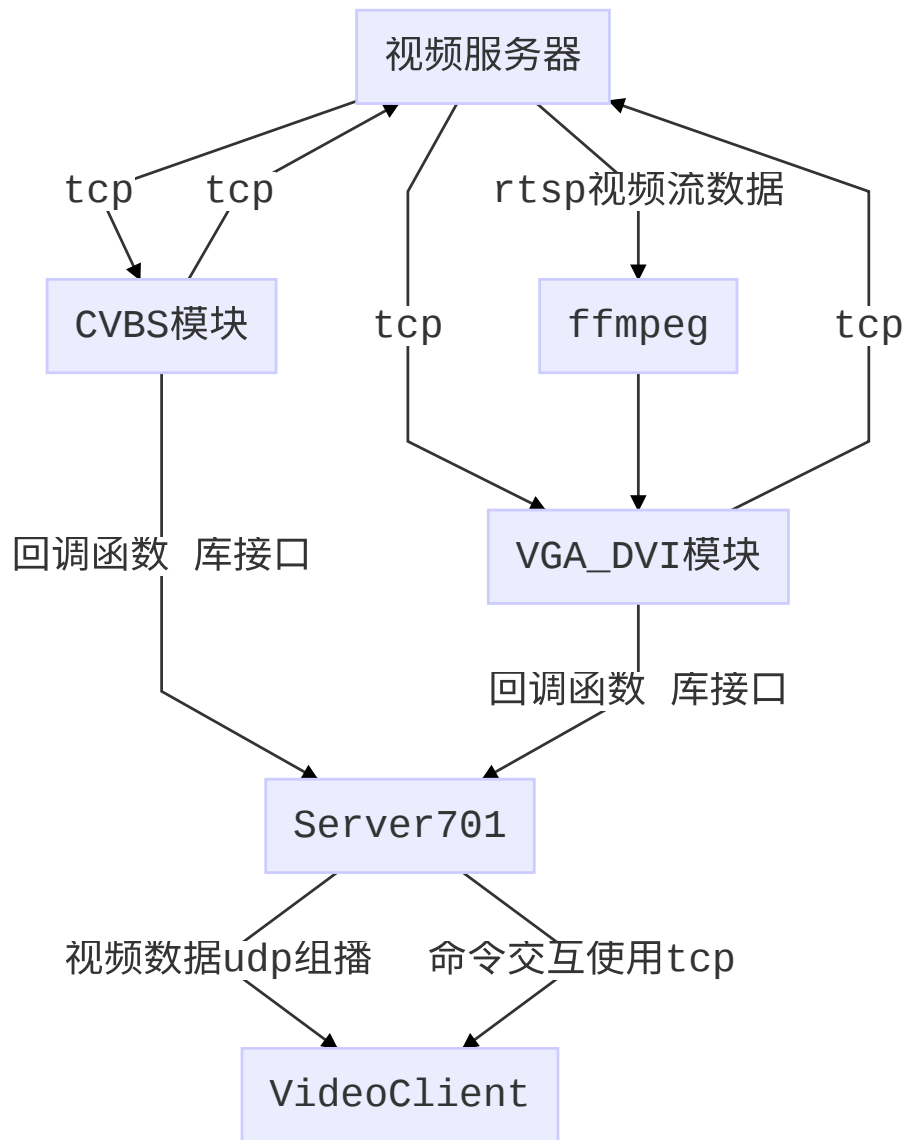 视频服务器
tcp
tcp
rtsp视频流数据
CVBS模块
tcp
ffmpeg
tcp
回调函数 库接口
VGA_DVI模块
回调函数 库接口
Server701
视频数据udp组播
命令交互使用tcp
VideoClient